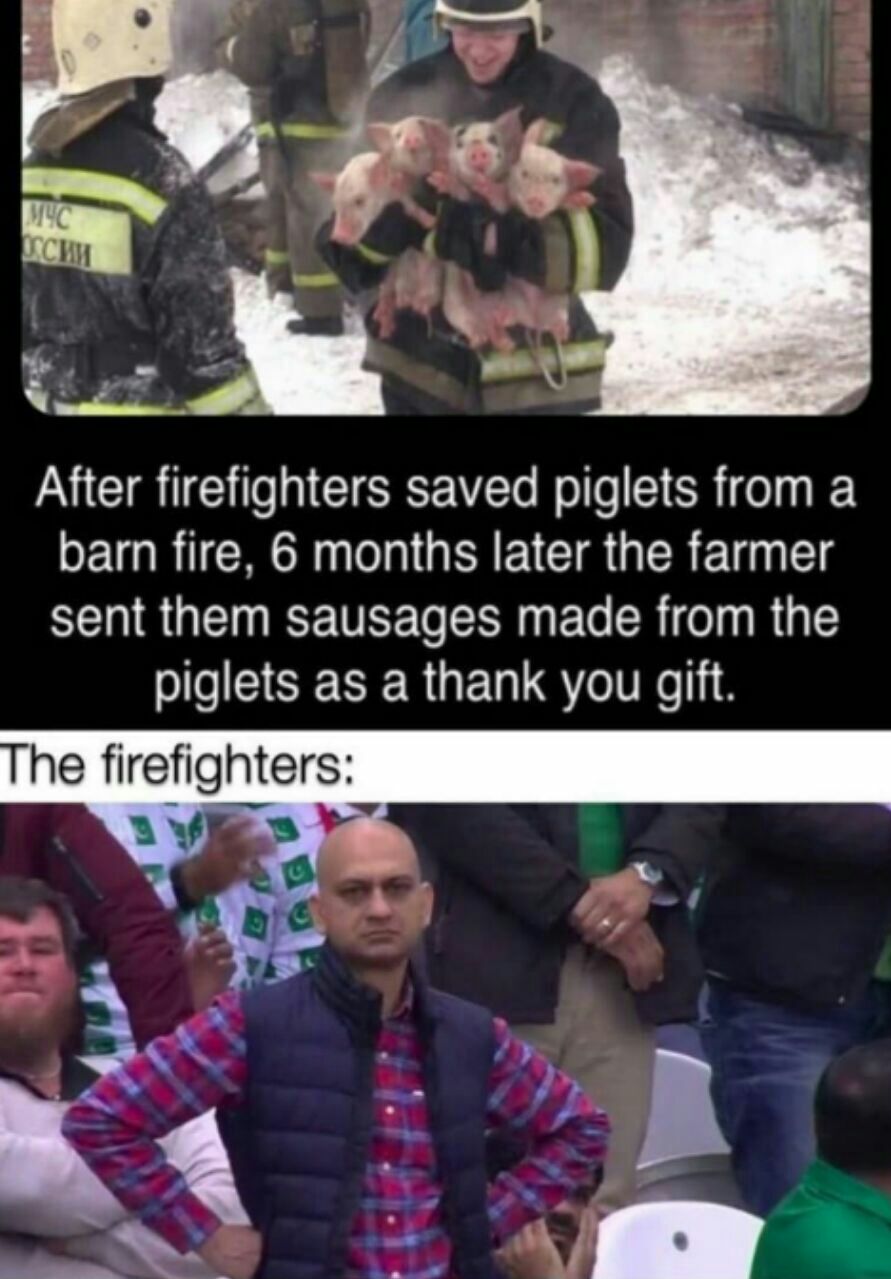 МЧС
ОССИИ
After firefighters saved piglets from a
barn fire, 6 months later the farmer
sent them sausages made from the
piglets as a thank you gift.
The firefighters: